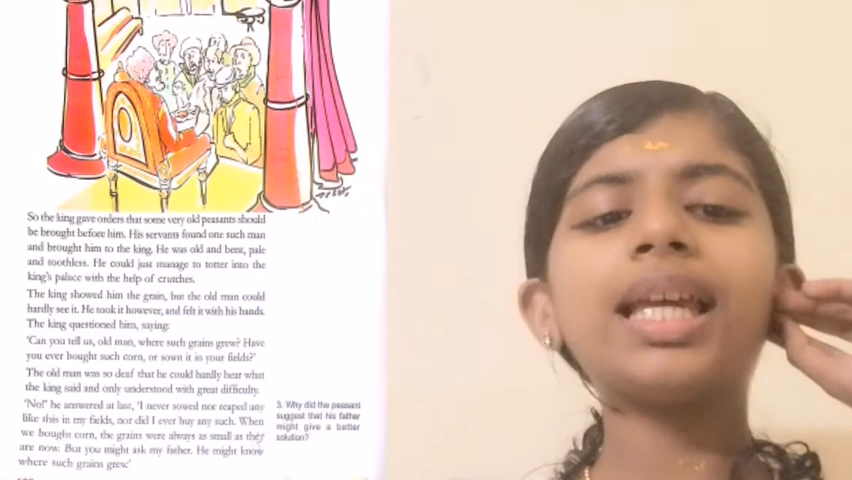 So the king gave orders that some very old peasants should
be brought before him. His servants found one such man
and brought him to the king. He was old and bent, pale
and toothless. He could just manage to totter into the
king's palace with the help of crutches.
The king showed him the grain, but the old man could
hardly see it. He took it however, and felt it with his hands.
The king questioned him, saying:
'Can you tell us, old man, where such grains grew? Have
you ever bought such corn, or sown it in your fields?'
The old man was so deaf that he could hardly hear what
the king said and only understood with great difficulty.
'No!' he answered at last, 'I never sowed nor reaped any
like this in my fields, nor did I ever buy any such. When
we bought corn, the grains were always as small as they
are now. But you might ask my father. He might know
where such grains grew.'
3. Why did the peasant
suggest that his father
might give a better
solution?